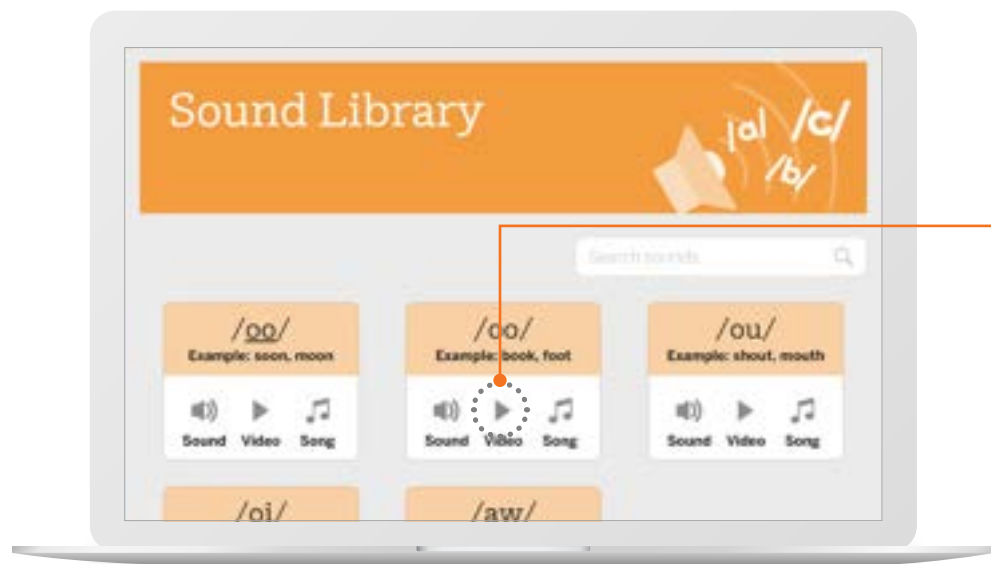 Sound Library
/a/ /c/
/b/
Search sounds
/o͟o͟/ /oo/ /ou/
Example: soon, moon Example: book, foot Example: shout, mouth
Sound Video Song Sound Video Song Sound Video Song
/oi/ /aw/